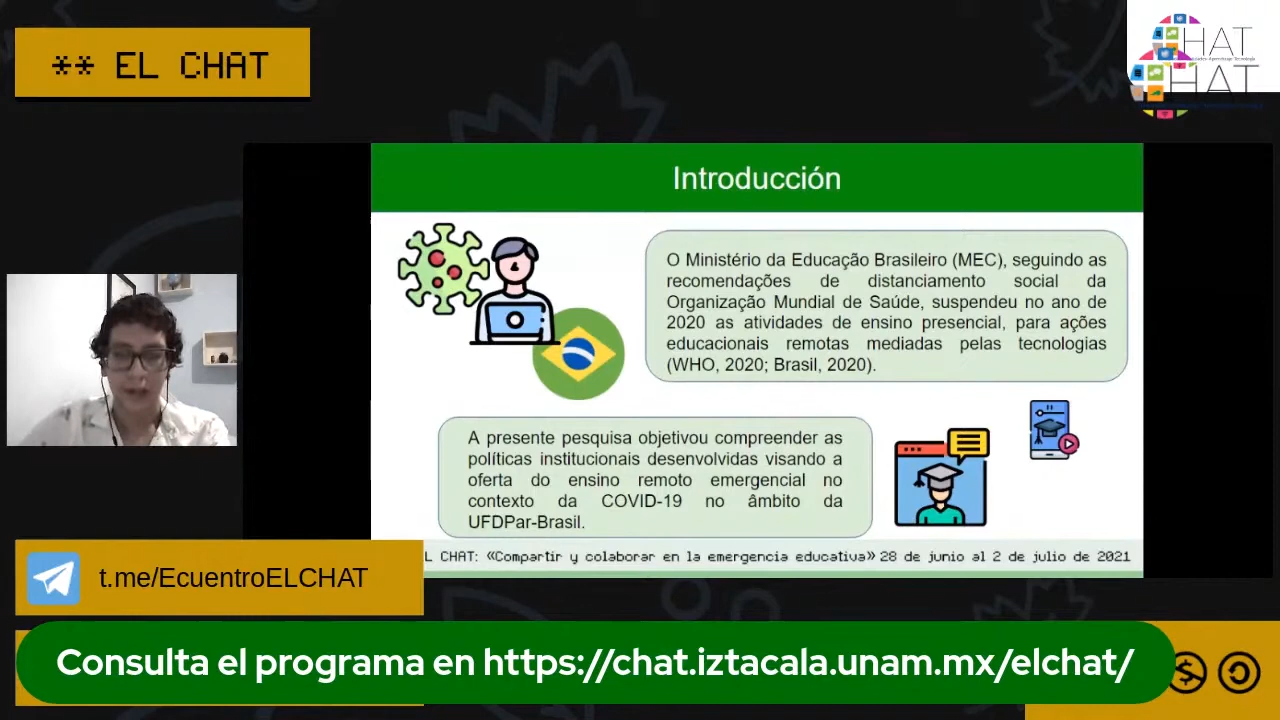 ** EL CHAT
HAT
HAT
Introducción
O Ministério da Educação Brasileiro (MEC), seguindo as
recomendações de distanciamento social da
Organização Mundial de Saúde, suspendeu no ano de
2020 as atividades de ensino presencial, para ações
educacionais remotas mediadas pelas tecnologias
(WHO, 2020; Brasil, 2020).
A presente pesquisa objetivou compreender as
políticas institucionais desenvolvidas visando a
oferta do ensino remoto emergencial no
contexto da COVID-19 no âmbito da
UFDPar-Brasil.
L CHAT: «Compartir y colaborar en la emergencia educativa» 28 de junio al 2 de julio de 2021
t.me/EcuentroELCHAT
Consulta el programa en https://chat.iztacala.unam.mx/elchat/